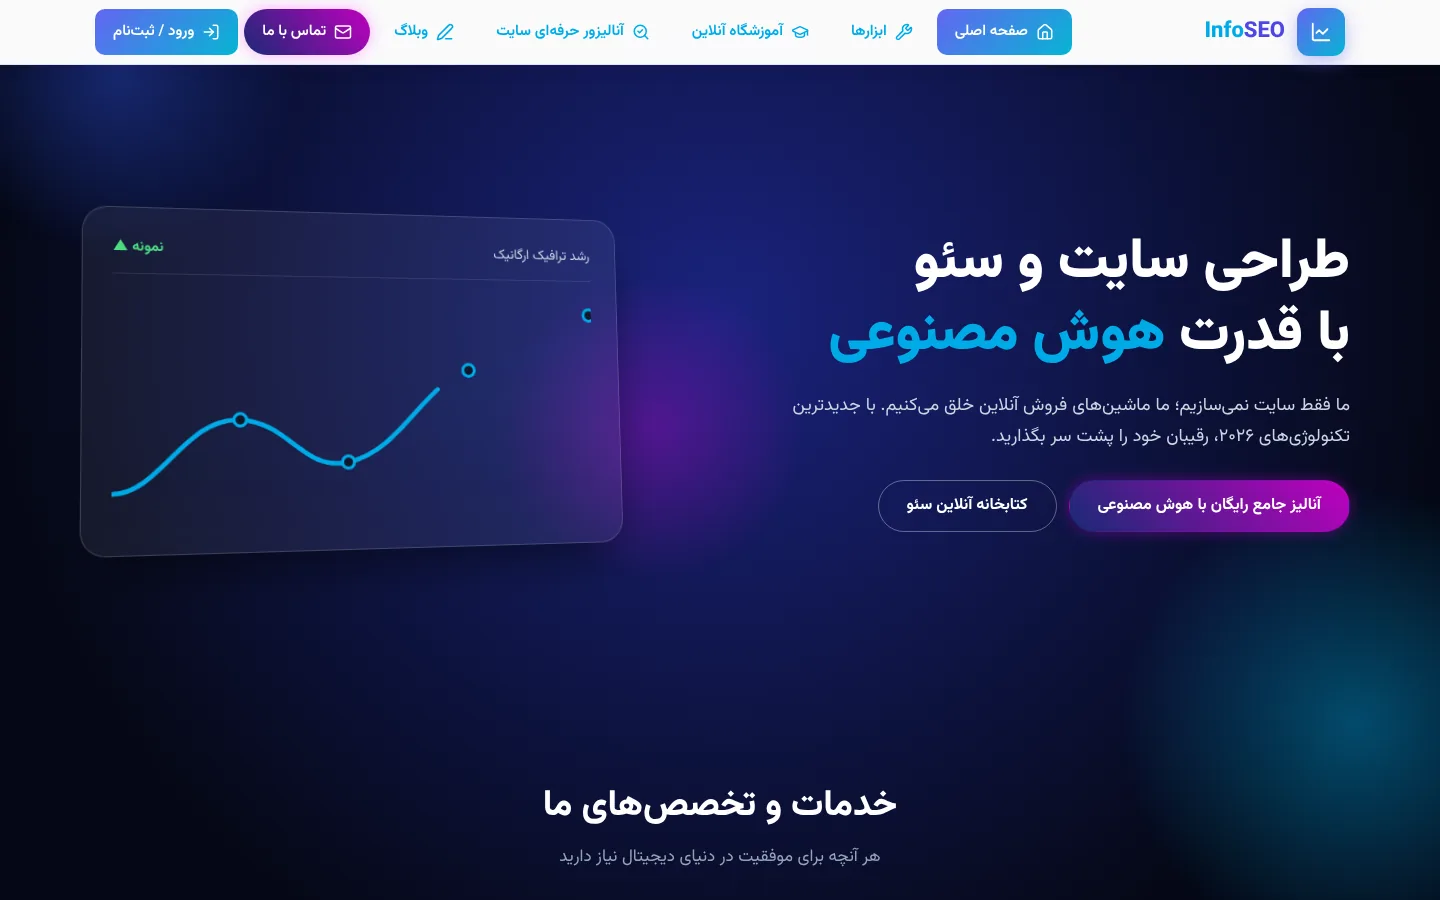 InfoSEO
صفحه اصلی
ابزارها
آموزشگاه آنلاین
آنالیزور حرفه‌ای سایت
وبلاگ
تماس با ما
ورود / ثبت‌نام
طراحی سایت و سئو
با قدرت هوش مصنوعی
ما فقط سایت نمی‌سازیم؛ ما ماشین‌های فروش آنلاین خلق می‌کنیم. با جدیدترین
تکنولوژی‌های ۲۰۲۶، رقیبان خود را پشت سر بگذارید.
آنالیز جامع رایگان با هوش مصنوعی
کتابخانه آنلاین سئو
رشد ترافیک ارگانیک
نمونه ▲
خدمات و تخصص‌های ما
هر آنچه برای موفقیت در دنیای دیجیتال نیاز دارید